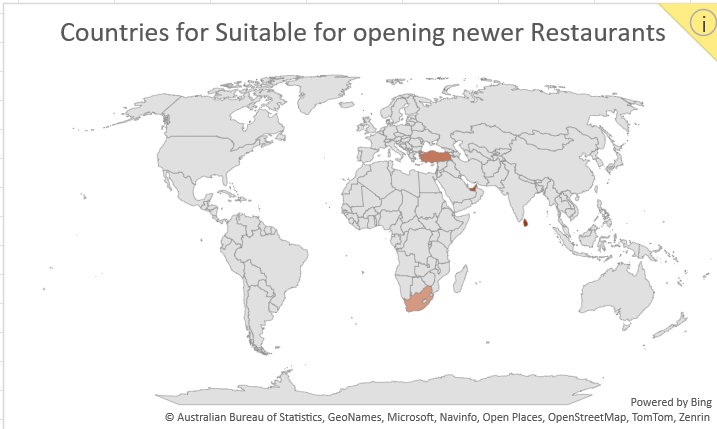 Countries for Suitable for opening newer Restaurants
i
Powered by Bing
© Australian Bureau of Statistics, GeoNames, Microsoft, Navinfo, Open Places, OpenStreetMap, TomTom, Zenrin